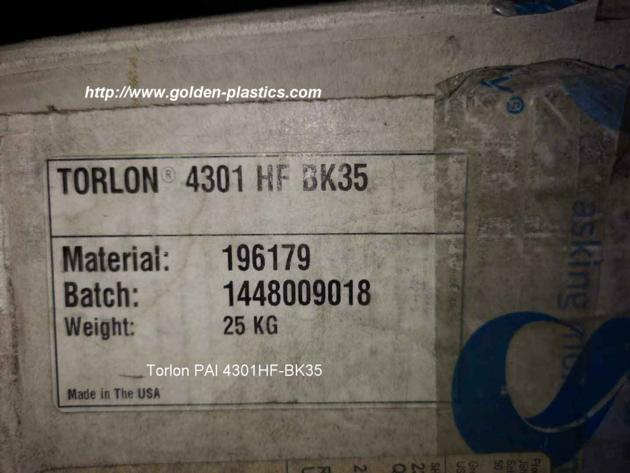 http://www.golden-plastics.com
TORLON® 4301 HF BK35
Material: 196179
Batch: 1448009018
Weight: 25 KG
Torlon PAI 4301HF-BK35
Made in The USA
®
asking